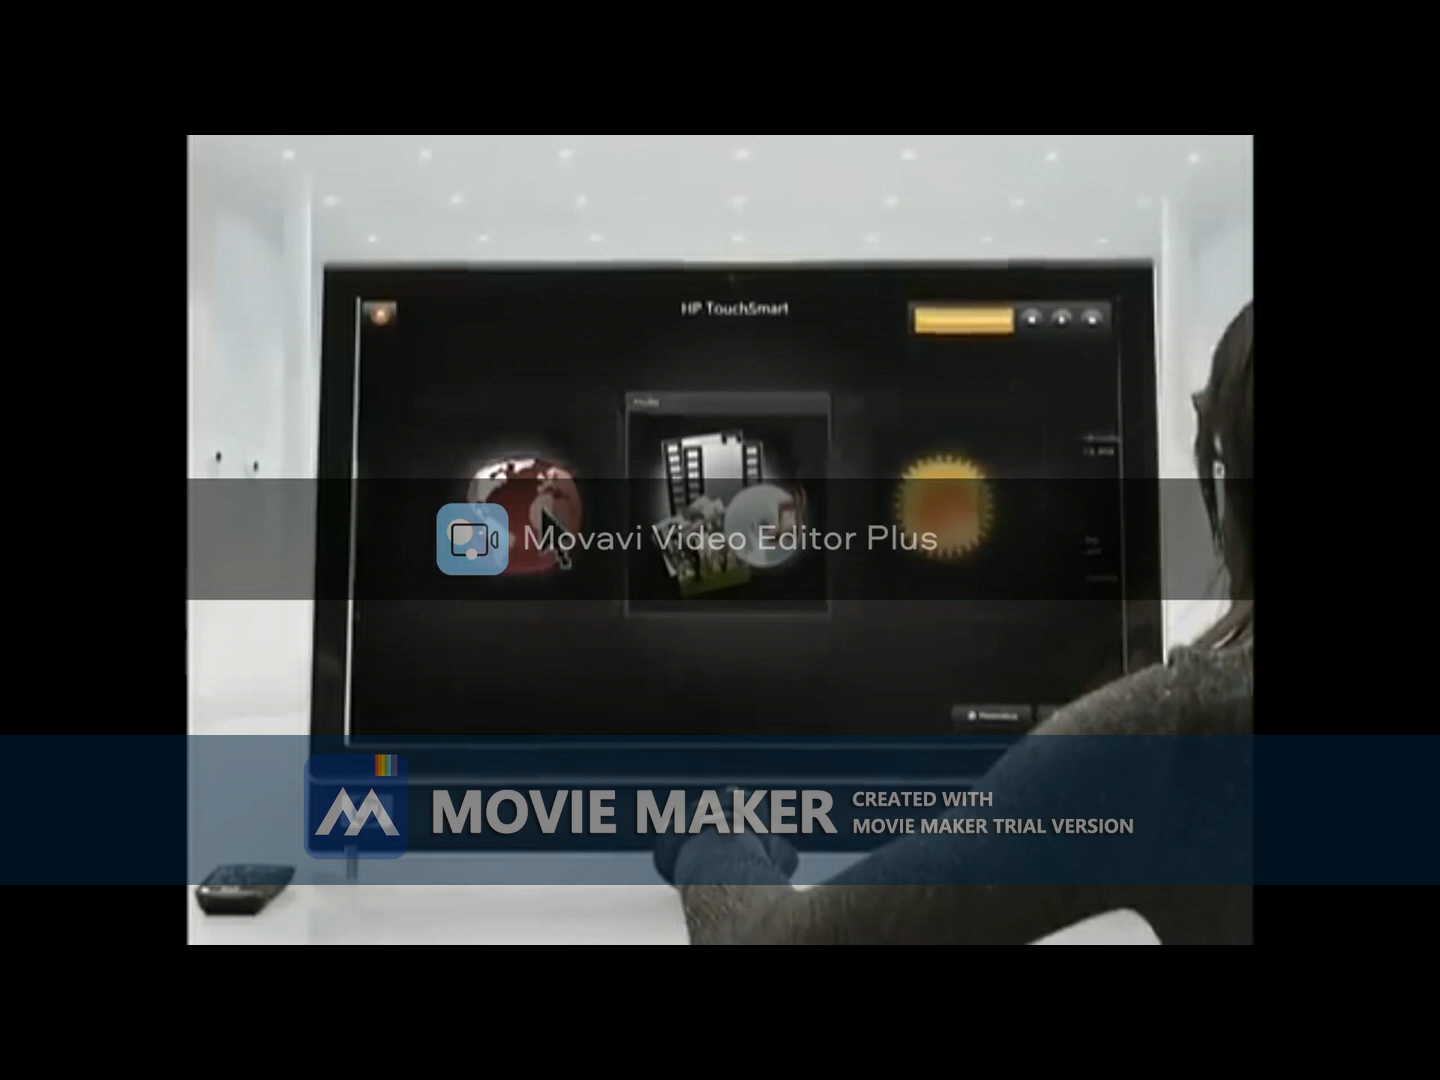 HP TouchSmart
Movavi Video Editor Plus
MOVIE MAKER
CREATED WITH
MOVIE MAKER TRIAL VERSION